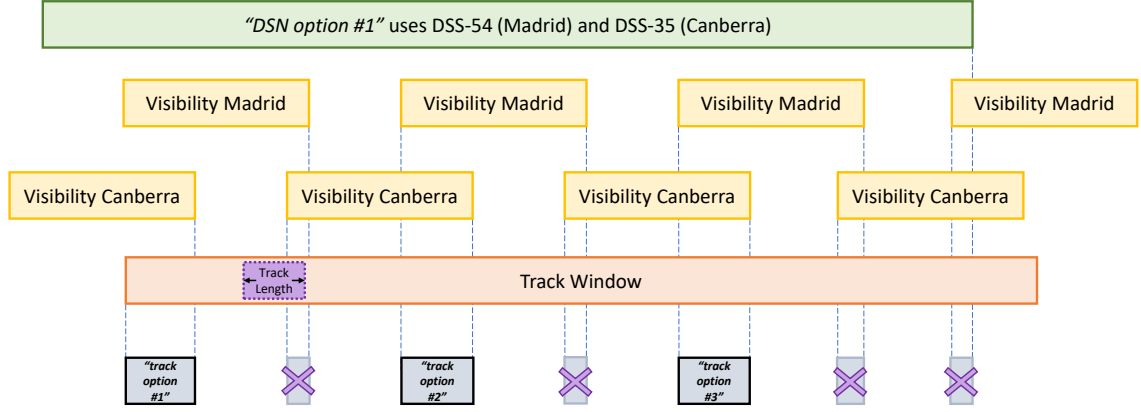 “DSN option #1” uses DSS-54 (Madrid) and DSS-35 (Canberra)
Visibility Madrid
Visibility Madrid
Visibility Madrid
Visibility Madrid
Visibility Canberra
Visibility Canberra
Visibility Canberra
Visibility Canberra
Track
Length
Track Window
“track
option
#1”
“track
option
#2”
“track
option
#3”